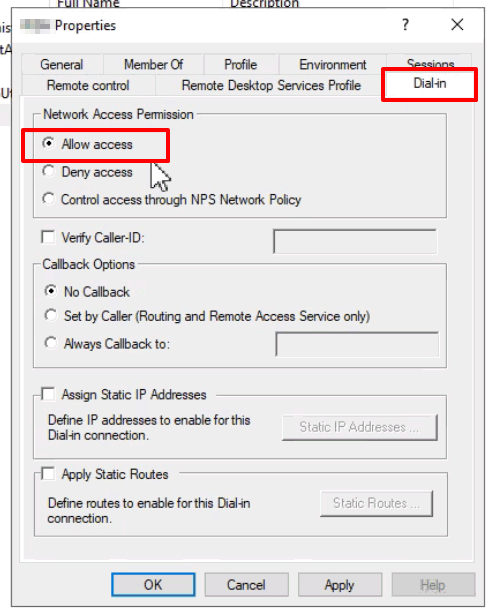 Full Name Description
Properties ?
General Member Of Profile Environment Sessions
Remote control Remote Desktop Services Profile Dial-in
Network Access Permission
Allow access
Deny access
Control access through NPS Network Policy
Verify Caller-ID:
Callback Options
No Callback
Set by Caller (Routing and Remote Access Service only)
Always Callback to:
Assign Static IP Addresses
Define IP addresses to enable for this
Dial-in connection.
Static IP Addresses ...
Apply Static Routes
Define routes to enable for this Dial-in
connection.
Static Routes ...
OK Cancel Apply Help